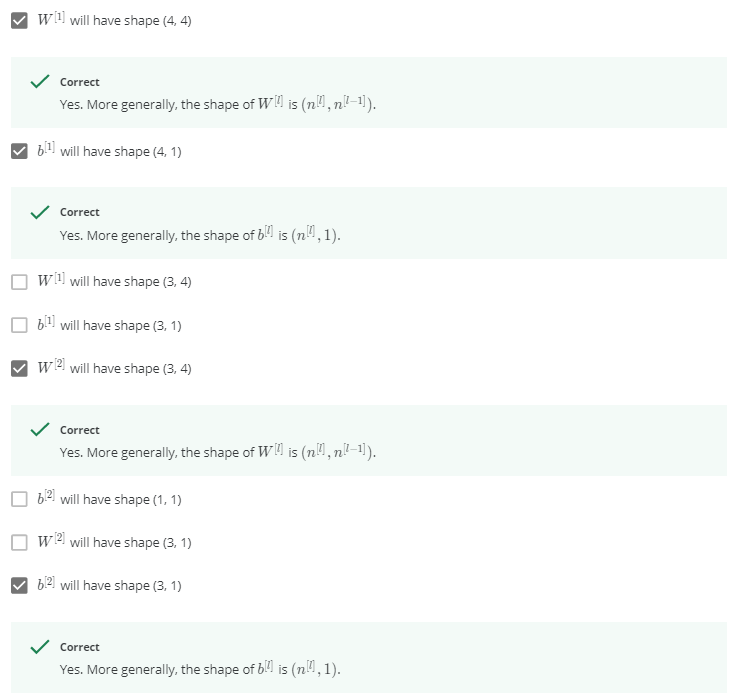 W^[1] will have shape (4, 4)
Correct
Yes. More generally, the shape of W^[l] is (n^[l], n^[l−1]).
b^[1] will have shape (4, 1)
Correct
Yes. More generally, the shape of b^[l] is (n^[l], 1).
W^[1] will have shape (3, 4)
b^[1] will have shape (3, 1)
W^[2] will have shape (3, 4)
Correct
Yes. More generally, the shape of W^[l] is (n^[l], n^[l−1]).
b^[2] will have shape (1, 1)
W^[2] will have shape (3, 1)
b^[2] will have shape (3, 1)
Correct
Yes. More generally, the shape of b^[l] is (n^[l], 1).